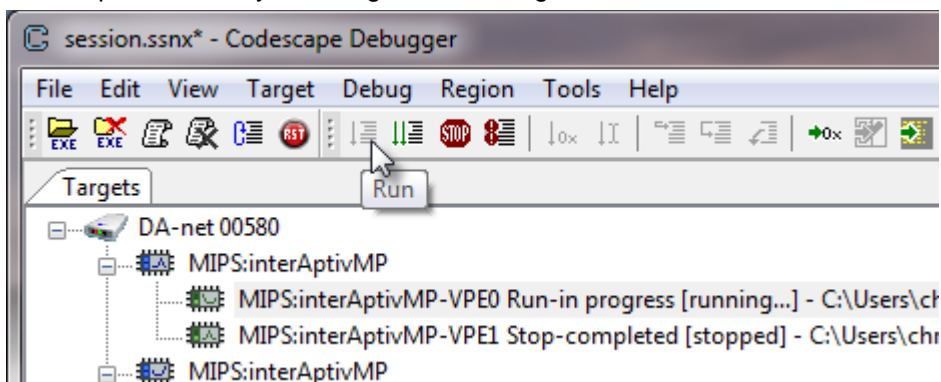 session.ssnx* - Codescape Debugger
File Edit View Target Debug Region Tools Help
EXE EXE RST STOP 0x 0x
Targets
Run
DA-net 00580
MIPS:interAptivMP
MIPS:interAptivMP-VPE0 Run-in progress [running...] - C:\Users\ch
MIPS:interAptivMP-VPE1 Stop-completed [stopped] - C:\Users\chr
MIPS:interAptivMP